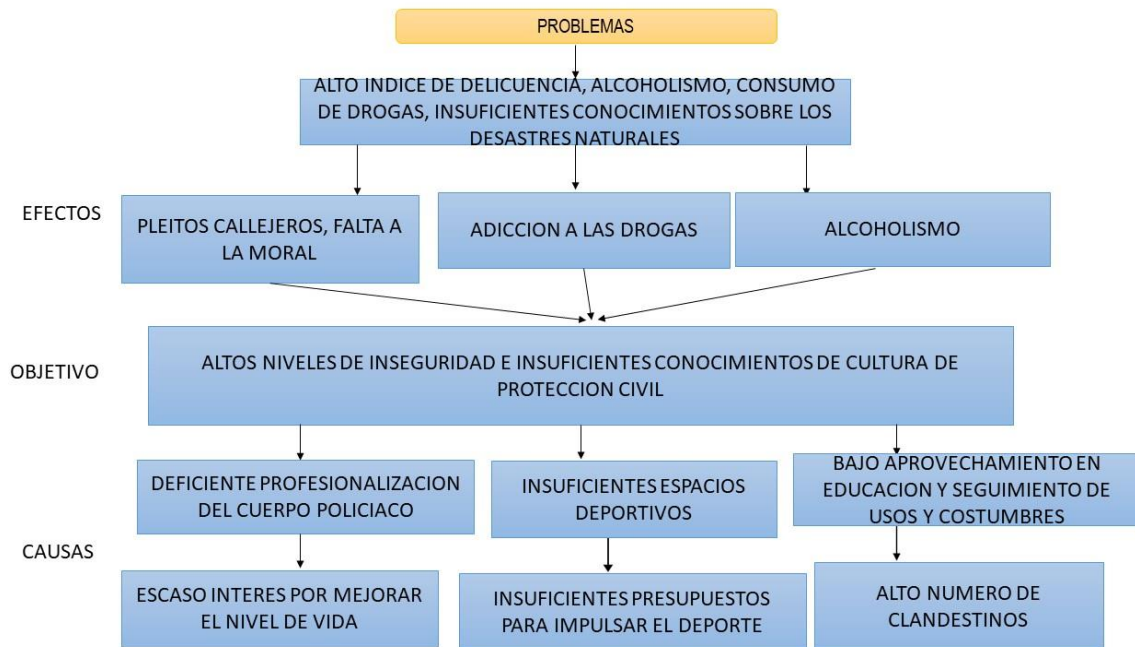 PROBLEMAS
ALTO INDICE DE DELICUENCIA, ALCOHOLISMO, CONSUMO
DE DROGAS, INSUFICIENTES CONOCIMIENTOS SOBRE LOS
DESASTRES NATURALES
EFECTOS
PLEITOS CALLEJEROS, FALTA A
LA MORAL
ADICCION A LAS DROGAS
ALCOHOLISMO
OBJETIVO
ALTOS NIVELES DE INSEGURIDAD E INSUFICIENTES CONOCIMIENTOS DE CULTURA DE
PROTECCION CIVIL
DEFICIENTE PROFESIONALIZACION
DEL CUERPO POLICIACO
INSUFICIENTES ESPACIOS
DEPORTIVOS
BAJO APROVECHAMIENTO EN
EDUCACION Y SEGUIMIENTO DE
USOS Y COSTUMBRES
CAUSAS
ESCASO INTERES POR MEJORAR
EL NIVEL DE VIDA
INSUFICIENTES PRESUPUESTOS
PARA IMPULSAR EL DEPORTE
ALTO NUMERO DE
CLANDESTINOS